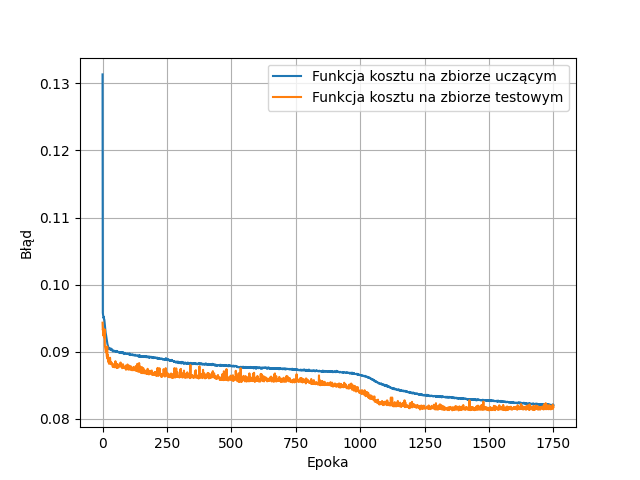 Funkcja kosztu na zbiorze uczącym
Funkcja kosztu na zbiorze testowym
0.13
0.12
0.11
0.10
0.09
0.08
Błąd
0 250 500 750 1000 1250 1500 1750
Epoka